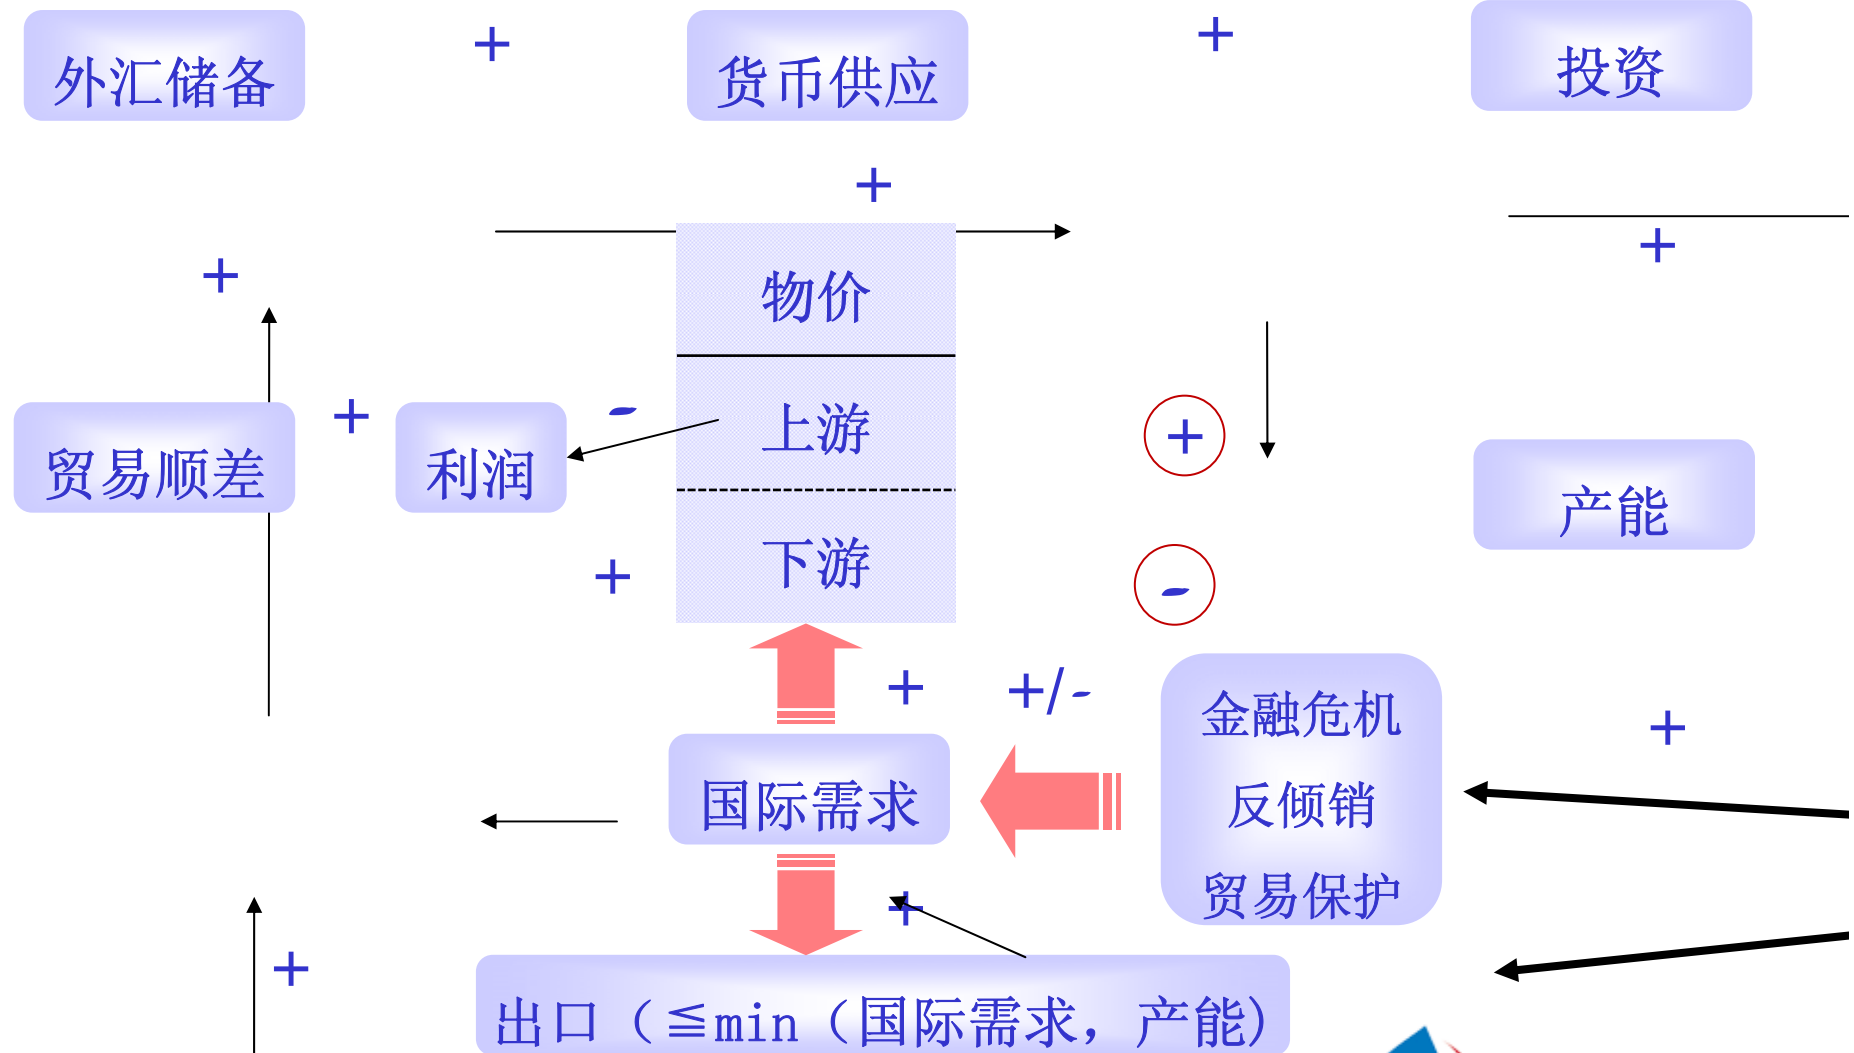 外汇储备
+
货币供应
+
投资
+
+
+
物价
+
利润
-
上游
+
贸易顺差
产能
+
下游
-
+
+/-
金融危机
+
国际需求
反倾销
+
贸易保护
+
出口（≦min（国际需求，产能）